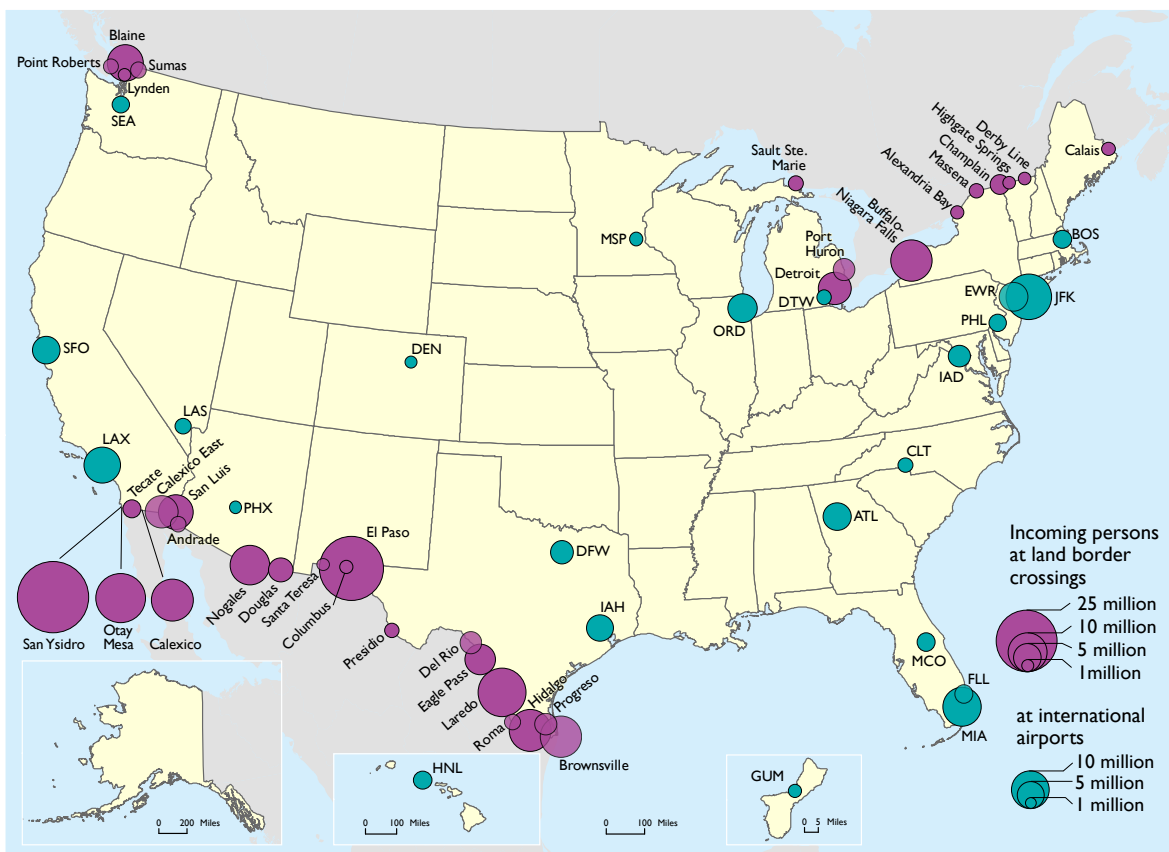 Blaine
Point Roberts
Sumas
Lynden
SEA
Sault Ste.
Marie
MSP
Port
Huron
Detroit
DTW
ORD
Buffalo-
Niagara Falls
Alexandria Bay
Massena
Champlain
Highgate Springs
Derby Line
Calais
BOS
EWR
JFK
PHL
IAD
SFO
DEN
LAS
LAX
Tecate
Calexico East
San Luis
Andrade
PHX
CLT
ATL
El Paso
DFW
San Ysidro
Otay
Mesa
Calexico
Nogales
Douglas
Santa Teresa
Columbus
Presidio
IAH
Del Rio
Eagle Pass
Laredo
Roma
Hidalgo
Progreso
Brownsville
MCO
FLL
MIA
Incoming persons
at land border
crossings
25 million
10 million
5 million
1million
at international
airports
10 million
5 million
1 million
0 200 Miles
HNL
0 100 Miles
0 100 Miles
GUM
0 5 Miles